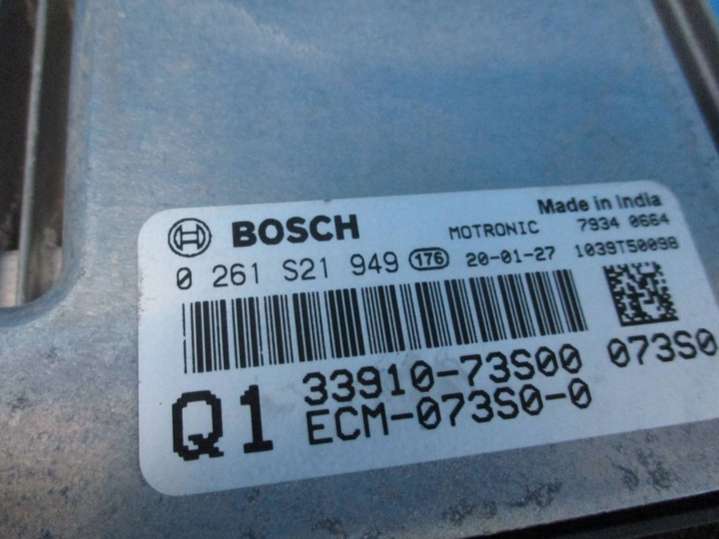 Made in India
BOSCH MOTRONIC 7934 0664
0 261 S21 949 176 20-01-27 1039T50098
Q1 33910-73S00 073S0
ECM-073S0-0